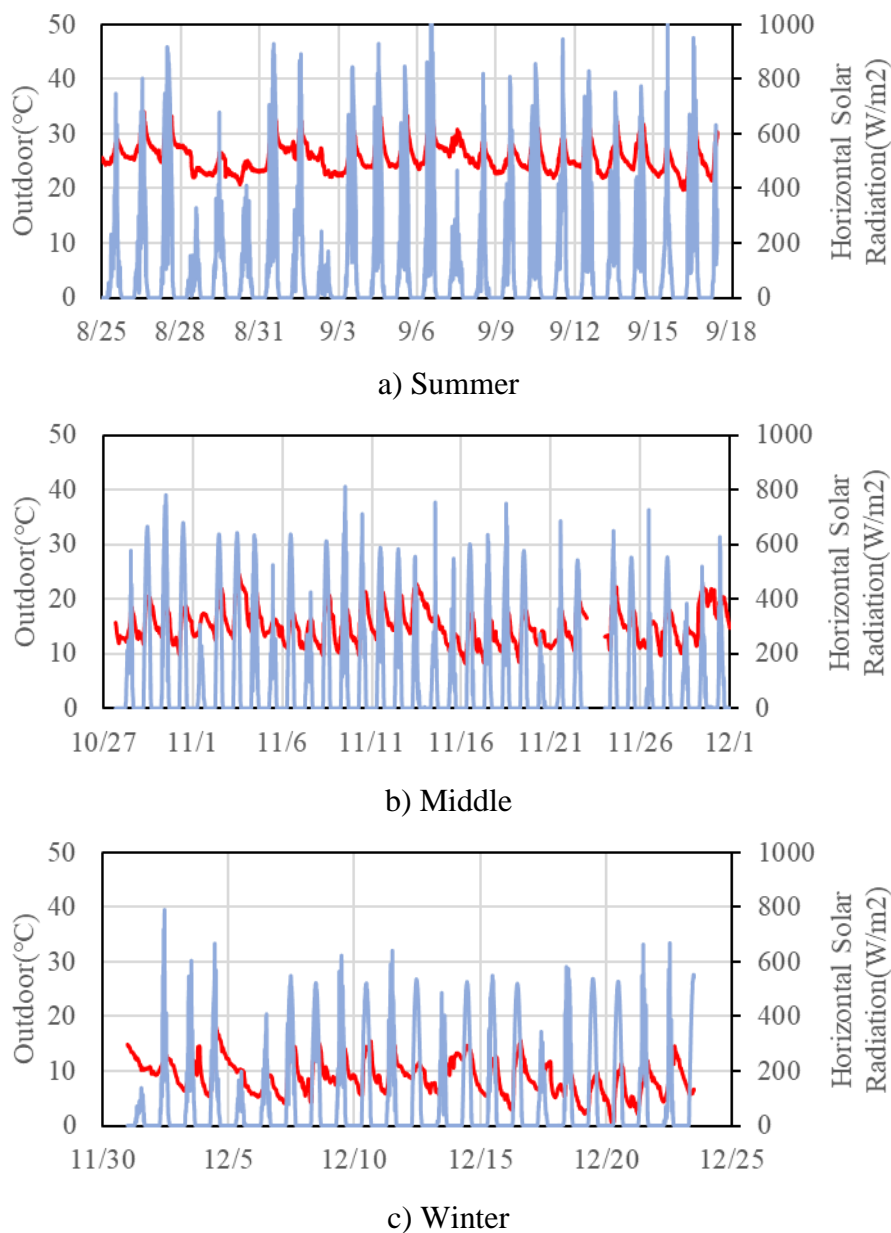 50
40
30
20
10
0
Outdoor(°C)
1000
800
600
400
200
0
Horizontal Solar
Radiation(W/m2)
8/25 8/28 8/31 9/3 9/6 9/9 9/12 9/15 9/18
a) Summer
50
40
30
20
10
0
Outdoor(°C)
1000
800
600
400
200
0
Horizontal Solar
Radiation(W/m2)
10/27 11/1 11/6 11/11 11/16 11/21 11/26 12/1
b) Middle
50
40
30
20
10
0
Outdoor(°C)
1000
800
600
400
200
0
Horizontal Solar
Radiation(W/m2)
11/30 12/5 12/10 12/15 12/20 12/25
c) Winter